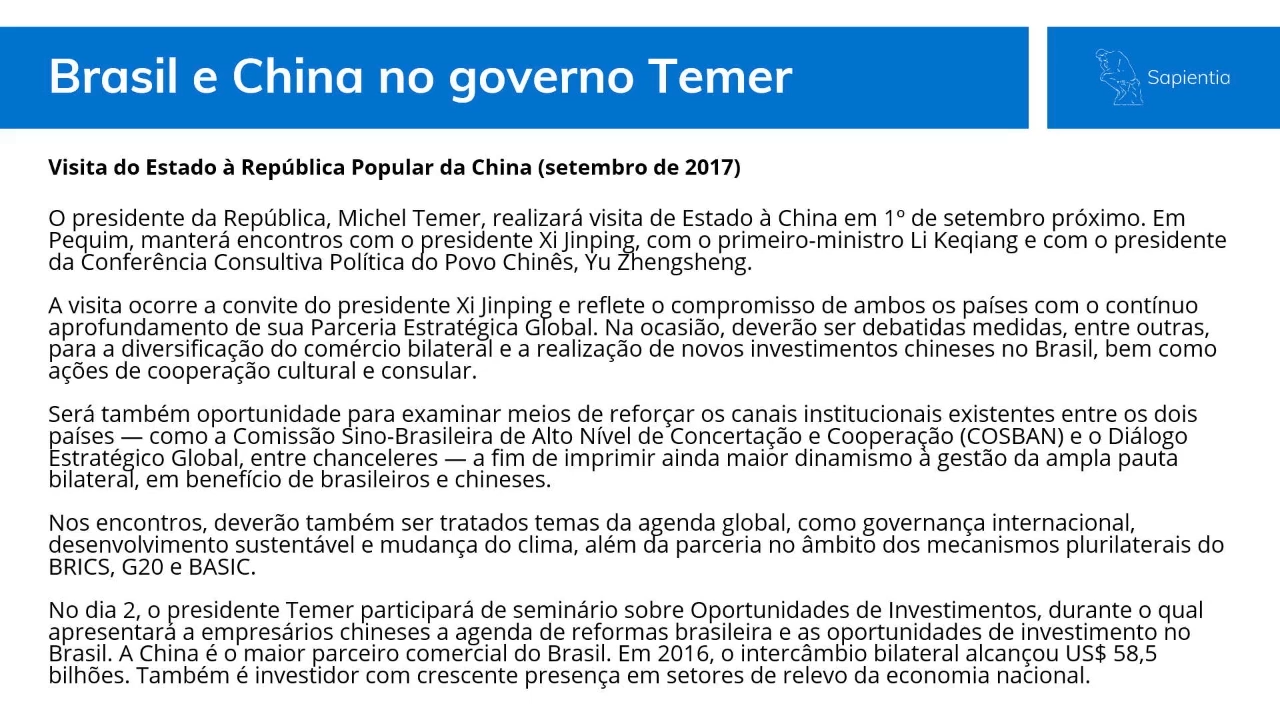 Brasil e China no governo Temer
Sapientia
Visita do Estado à República Popular da China (setembro de 2017)
O presidente da República, Michel Temer, realizará visita de Estado à China em 1º de setembro próximo. Em
Pequim, manterá encontros com o presidente Xi Jinping, com o primeiro-ministro Li Keqiang e com o presidente
da Conferência Consultiva Política do Povo Chinês, Yu Zhengsheng.
A visita ocorre a convite do presidente Xi Jinping e reflete o compromisso de ambos os países com o contínuo
aprofundamento de sua Parceria Estratégica Global. Na ocasião, deverão ser debatidas medidas, entre outras,
para a diversificação do comércio bilateral e a realização de novos investimentos chineses no Brasil, bem como
ações de cooperação cultural e consular.
Será também oportunidade para examinar meios de reforçar os canais institucionais existentes entre os dois
países — como a Comissão Sino-Brasileira de Alto Nível de Concertação e Cooperação (COSBAN) e o Diálogo
Estratégico Global, entre chanceleres — a fim de imprimir ainda maior dinamismo à gestão da ampla pauta
bilateral, em benefício de brasileiros e chineses.
Nos encontros, deverão também ser tratados temas da agenda global, como governança internacional,
desenvolvimento sustentável e mudança do clima, além da parceria no âmbito dos mecanismos plurilaterais do
BRICS, G20 e BASIC.
No dia 2, o presidente Temer participará de seminário sobre Oportunidades de Investimentos, durante o qual
apresentará a empresários chineses a agenda de reformas brasileira e as oportunidades de investimento no
Brasil. A China é o maior parceiro comercial do Brasil. Em 2016, o intercâmbio bilateral alcançou US$ 58,5
bilhões. Também é investidor com crescente presença em setores de relevo da economia nacional.